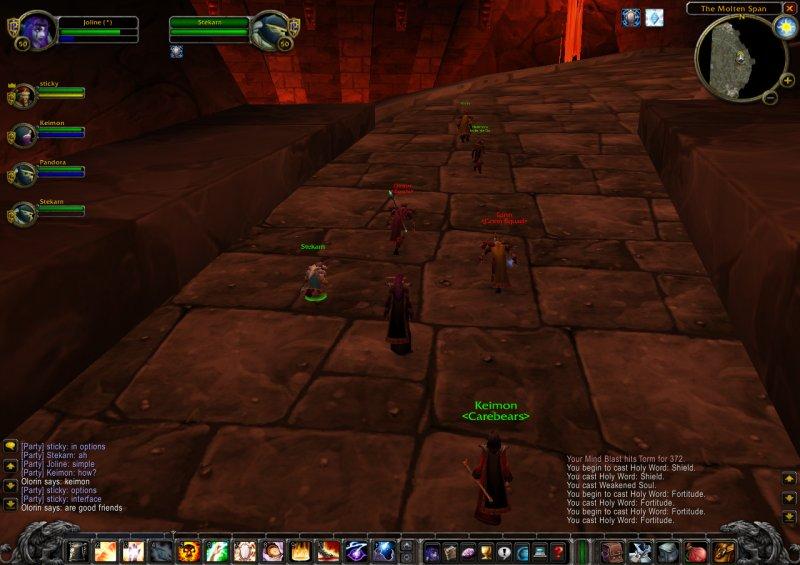 Joline (*)
50
Stekarn
50
The Molten Span
N
sticky
Keimon
Pandora
Stekarn
Stekarn
Keimon
<Carebears>
[Party] sticky: in options
[Party] Stekarn: ah
[Party] Joline: simple
[Party] Keimon: how?
Olorin says: keimon
[Party] sticky: options
[Party] sticky: interface
Olorin says: are good friends
Your Mind Blast hits Torm for 372.
You begin to cast Holy Word: Shield.
You cast Holy Word: Shield.
You cast Weakened Soul.
You begin to cast Holy Word: Fortitude.
You cast Holy Word: Fortitude.
You begin to cast Holy Word: Fortitude.
You cast Holy Word: Fortitude.